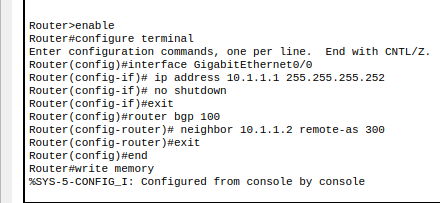 Router>enable
Router#configure terminal
Enter configuration commands, one per line.  End with CNTL/Z.
Router(config)#interface GigabitEthernet0/0
Router(config-if)# ip address 10.1.1.1 255.255.255.252
Router(config-if)# no shutdown
Router(config-if)#exit
Router(config)#router bgp 100
Router(config-router)# neighbor 10.1.1.2 remote-as 300
Router(config-router)#exit
Router(config)#end
Router#write memory
%SYS-5-CONFIG_I: Configured from console by console